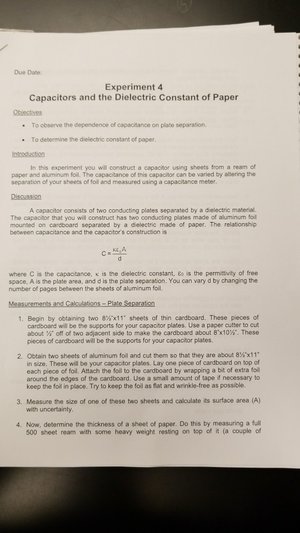 Due Date:
Experiment 4
Capacitors and the Dielectric Constant of Paper
Objectives
• To observe the dependence of capacitance on plate separation.
• To determine the dielectric constant of paper.
Introduction
In this experiment you will construct a capacitor using sheets from a ream of
paper and aluminum foil. The capacitance of this capacitor can be varied by altering the
separation of your sheets of foil and measured using a capacitance meter.
Discussion
A capacitor consists of two conducting plates separated by a dielectric material.
The capacitor that you will construct has two conducting plates made of aluminum foil
mounted on cardboard separated by a dielectric made of paper. The relationship
between capacitance and the capacitor's construction is
C = κε₀A
d
where C is the capacitance, κ is the dielectric constant, ε₀ is the permittivity of free
space, A is the plate area, and d is the plate separation. You can vary d by changing the
number of pages between the sheets of aluminum foil.
Measurements and Calculations – Plate Separation
1. Begin by obtaining two 8½"x11" sheets of thin cardboard. These pieces of
cardboard will be the supports for your capacitor plates. Use a paper cutter to cut
about ½" off of two adjacent side to make the cardboard about 8"x10½". These
pieces of cardboard will be the supports for your capacitor plates.
2. Obtain two sheets of aluminum foil and cut them so that they are about 8½"x11"
in size. These will be your capacitor plates. Lay one piece of cardboard on top of
each piece of foil. Attach the foil to the cardboard by wrapping a bit of extra foil
around the edges of the cardboard. Use a small amount of tape if necessary to
keep the foil in place. Try to keep the foil as flat and wrinkle-free as possible.
3. Measure the size of one of these two sheets and calculate its surface area (A)
with uncertainty.
4. Now, determine the thickness of a sheet of paper. Do this by measuring a full
500 sheet ream with some heavy weight resting on top of it (a couple of